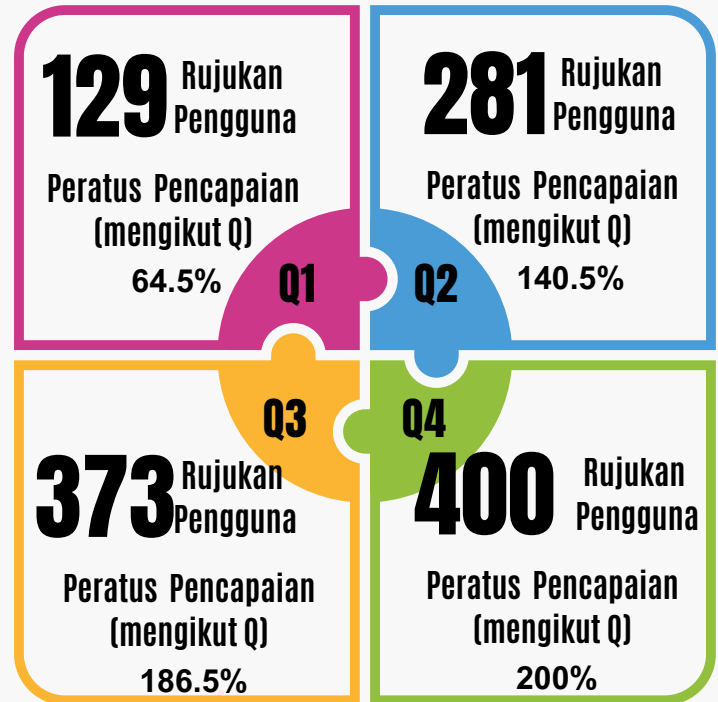 129 Rujukan
Pengguna
Peratus Pencapaian
(mengikut Q)
64.5%
Q1
281 Rujukan
Pengguna
Peratus Pencapaian
(mengikut Q)
140.5%
Q2
Q3
373 Rujukan
Pengguna
Peratus Pencapaian
(mengikut Q)
186.5%
Q4
400 Rujukan
Pengguna
Peratus Pencapaian
(mengikut Q)
200%